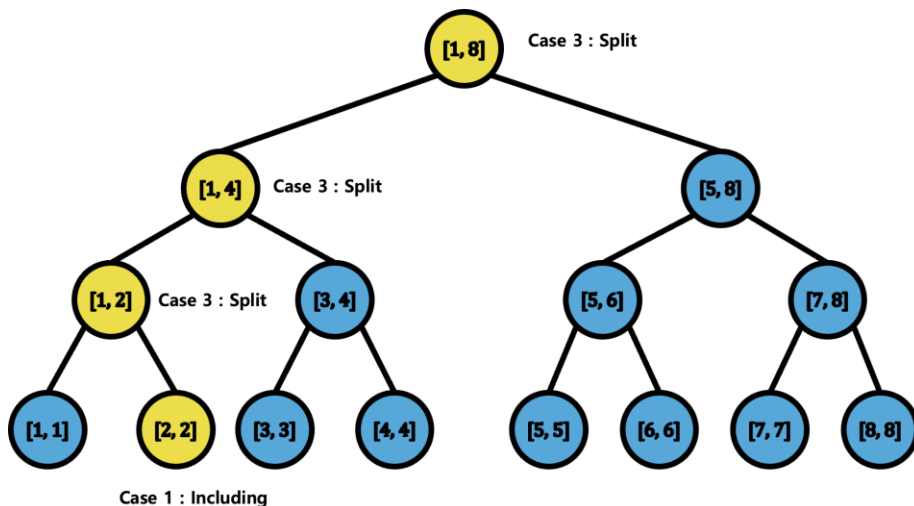 [1, 8] Case 3 : Split
[1, 4] Case 3 : Split [5, 8]
[1, 2] Case 3 : Split [3, 4] [5, 6] [7, 8]
[1, 1] [2, 2] [3, 3] [4, 4] [5, 5] [6, 6] [7, 7] [8, 8]
Case 1 : Including